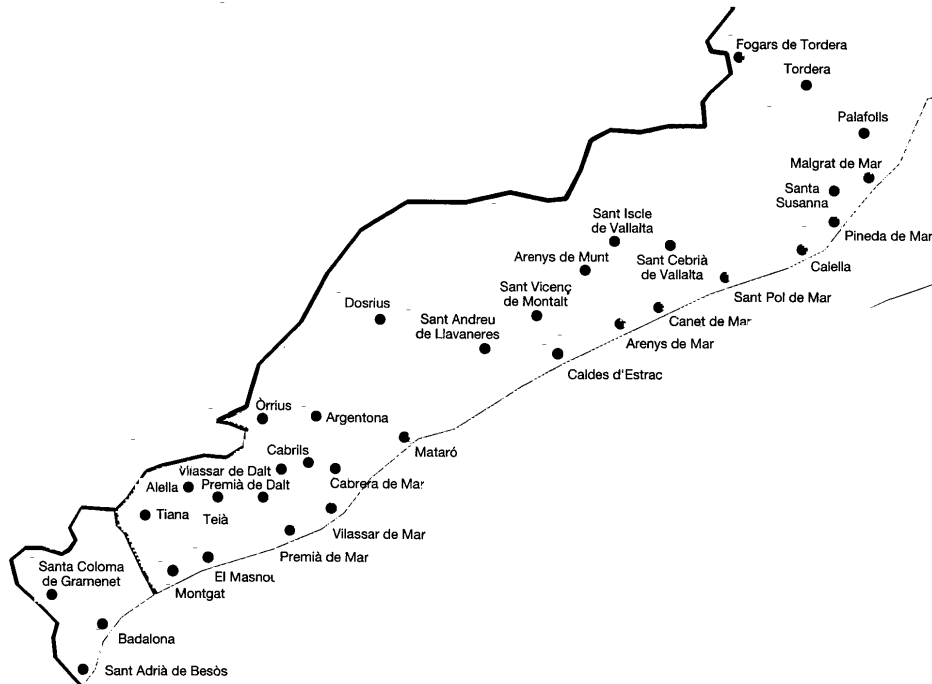 Fogars de Tordera
Tordera
Palafolls
Malgrat de Mar
Santa
Susanna
Pineda de Mar
Sant Iscle
de Vallalta
Arenys de Munt
Sant Cebrià
de Vallalta
Calella
Sant Vicenç
de Montalt
Sant Pol de Mar
Dosrius
Sant Andreu
de Llavaneres
Canet de Mar
Arenys de Mar
Caldes d'Estrac
Òrrius
Argentona
Mataró
Cabrils
Vilassar de Dalt
Cabrera de Mar
Alella
Premià de Dalt
Tiana
Teià
Vilassar de Mar
Premià de Mar
El Masnou
Montgat
Santa Coloma
de Gramenet
Badalona
Sant Adrià de Besòs